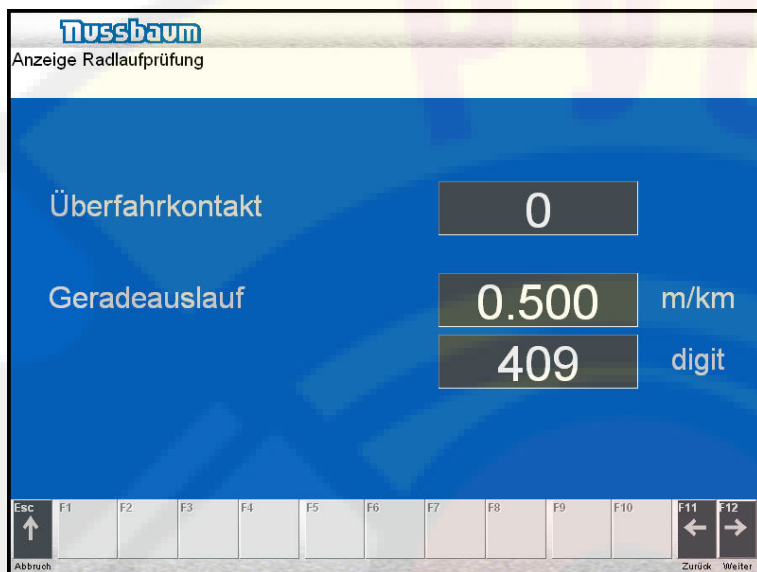 Nussbaum
Anzeige Radlaufprüfung
Überfahrkontakt 0
Geradeauslauf 0.500 m/km
409 digit
Esc F1 F2 F3 F4 F5 F6 F7 F8 F9 F10 F11 F12
Abbruch Zurück Weiter